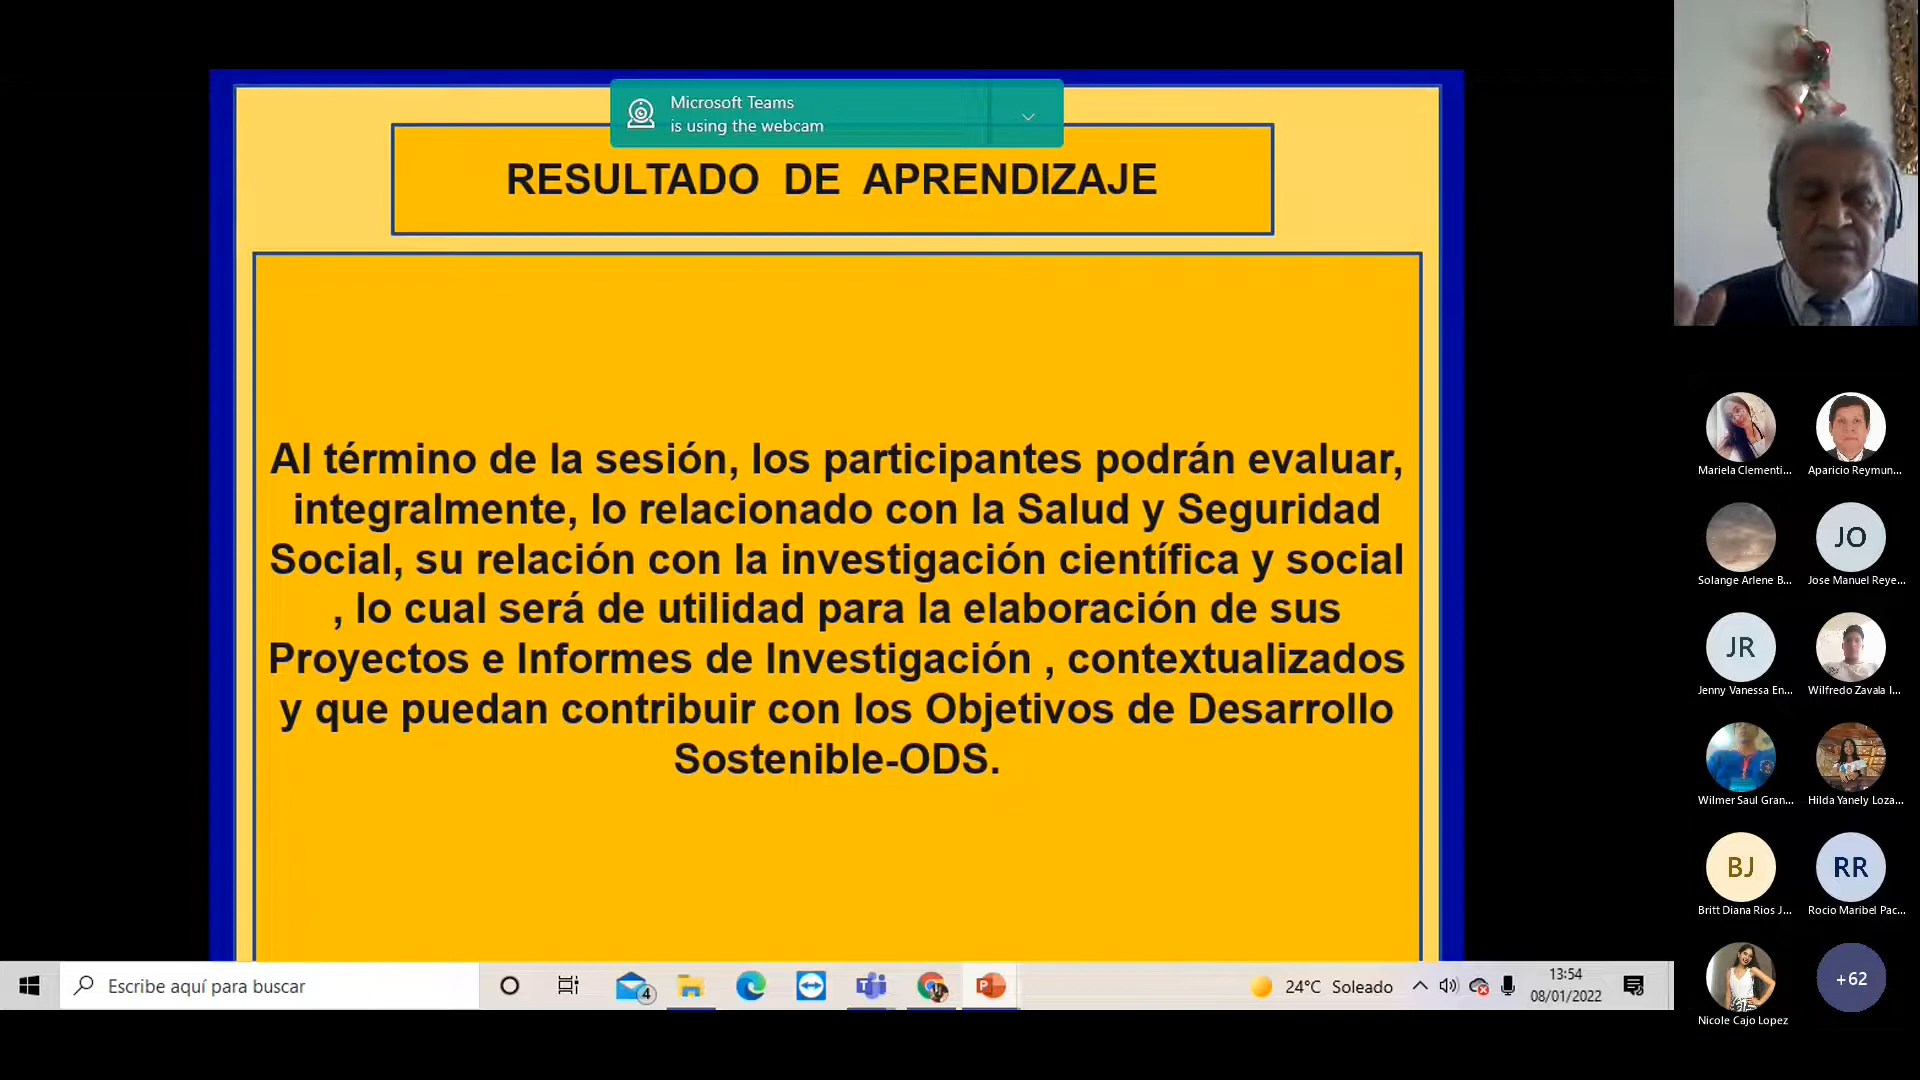 Microsoft Teams
is using the webcam
RESULTADO DE APRENDIZAJE
Al término de la sesión, los participantes podrán evaluar,
integralmente, lo relacionado con la Salud y Seguridad
Social, su relación con la investigación científica y social
, lo cual será de utilidad para la elaboración de sus
Proyectos e Informes de Investigación , contextualizados
y que puedan contribuir con los Objetivos de Desarrollo
Sostenible-ODS.
Mariela Clementi...
Aparicio Reymun...
Solange Arlene B...
JO
Jose Manuel Reye...
JR
Jenny Vanessa En...
Wilfredo Zavala I...
Wilmer Saul Gran...
Hilda Yanely Loza...
BJ
Britt Diana Rios J...
RR
Rocio Maribel Pac...
Nicole Cajo Lopez
+62
Escribe aquí para buscar
4
24°C Soleado
13:54
08/01/2022